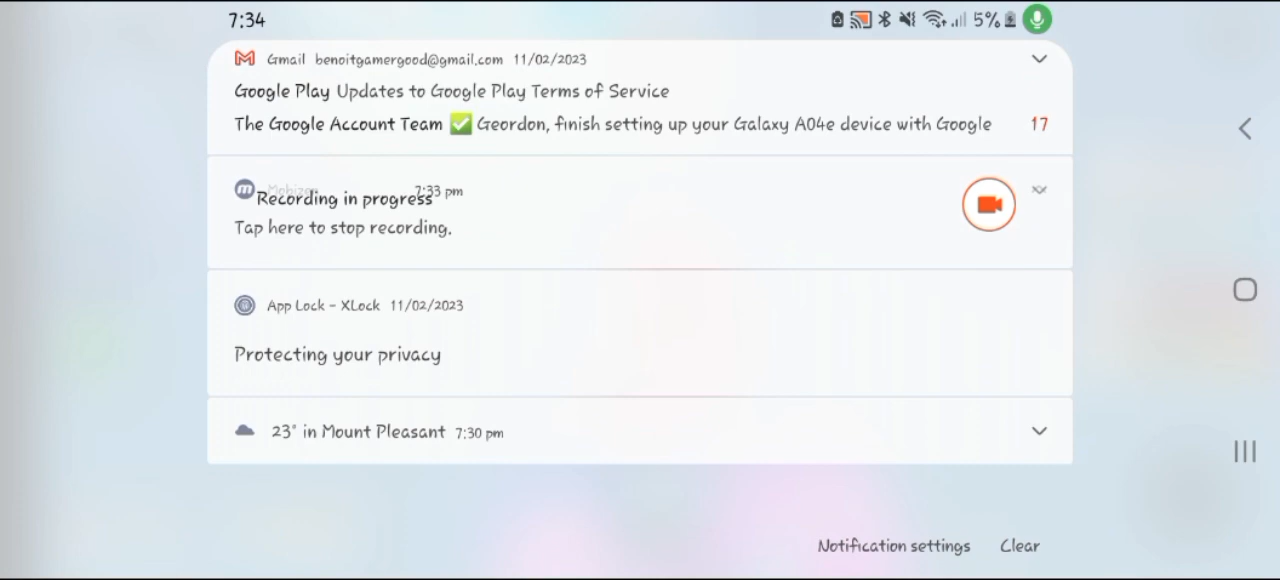 7:34 5%
Gmail benoitgamergood@gmail.com 11/02/2023
Google Play Updates to Google Play Terms of Service
The Google Account Team ✅ Geordon, finish setting up your Galaxy A04e device with Google 17
m Mobizen 7:33 pm
Recording in progress
Tap here to stop recording.
App Lock - XLock 11/02/2023
Protecting your privacy
23° in Mount Pleasant 7:30 pm
Notification settings Clear